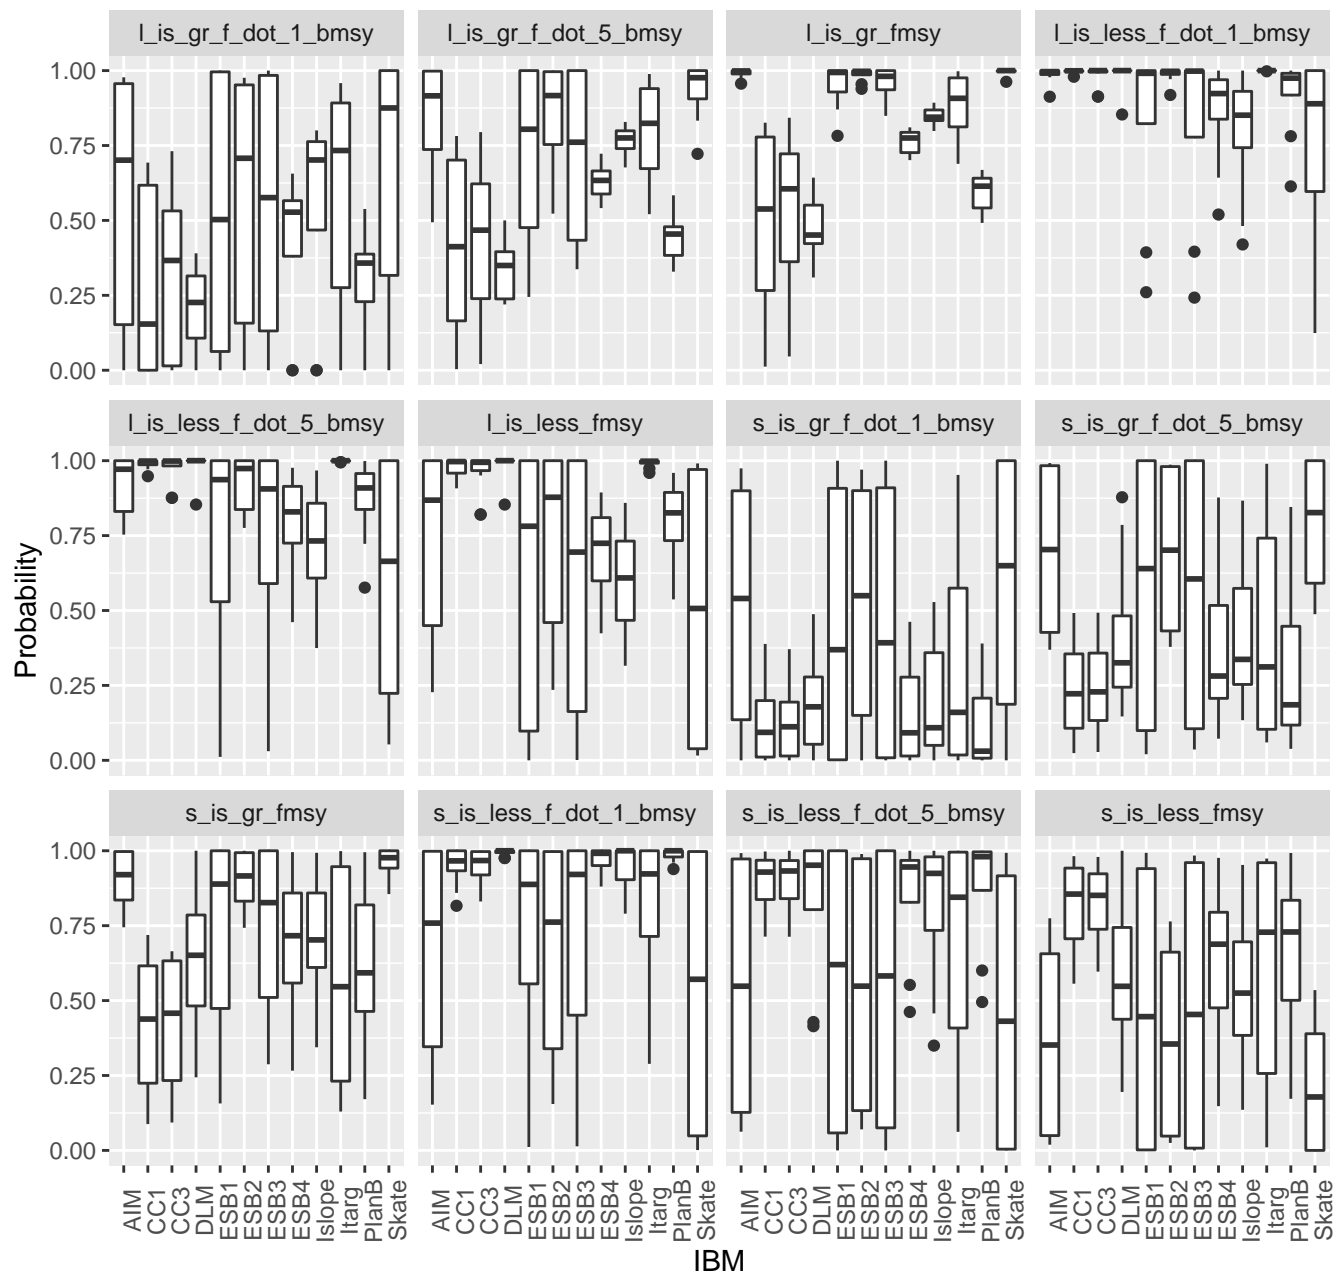 l_is_gr_f_dot_1_bmsy l_is_gr_f_dot_5_bmsy l_is_gr_fmsy l_is_less_f_dot_1_bmsy
1.00
0.75
0.50
0.25
0.00
l_is_less_f_dot_5_bmsy l_is_less_fmsy s_is_gr_f_dot_1_bmsy s_is_gr_f_dot_5_bmsy
1.00
0.75
0.50
0.25
0.00
Probability
s_is_gr_fmsy s_is_less_f_dot_1_bmsy s_is_less_f_dot_5_bmsy s_is_less_fmsy
1.00
0.75
0.50
0.25
0.00
AIM CC1 CC3 DLM ESB1 ESB2 ESB3 ESB4 Islope Itarg PlanB Skate AIM CC1 CC3 DLM ESB1 ESB2 ESB3 ESB4 Islope Itarg PlanB Skate AIM CC1 CC3 DLM ESB1 ESB2 ESB3 ESB4 Islope Itarg PlanB Skate AIM CC1 CC3 DLM ESB1 ESB2 ESB3 ESB4 Islope Itarg PlanB Skate
IBM